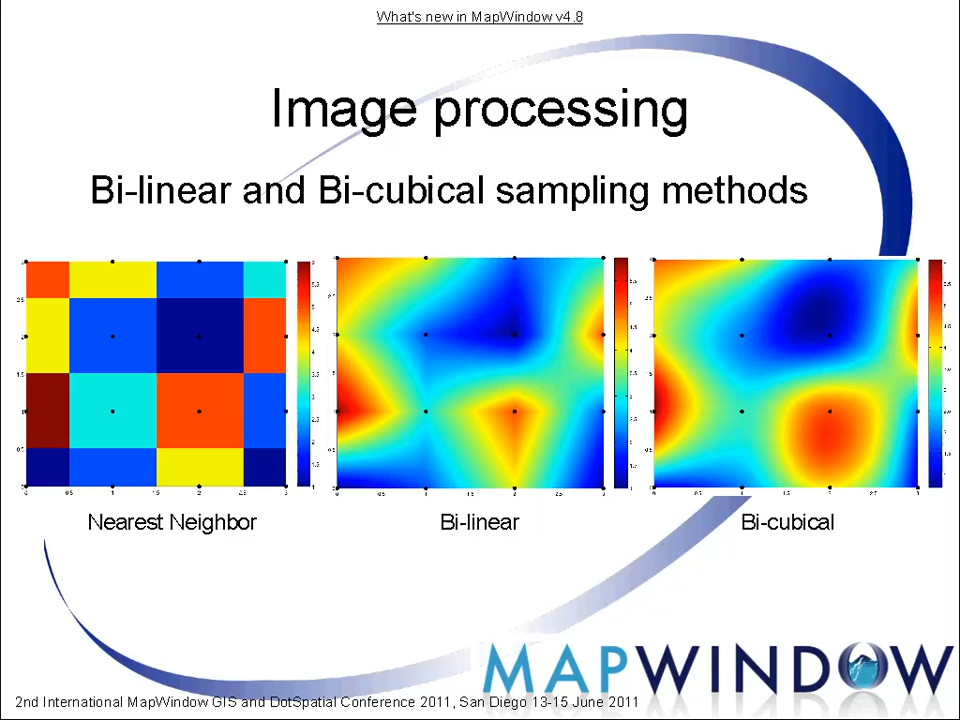 What's new in MapWindow v4.8
Image processing
Bi-linear and Bi-cubical sampling methods
Nearest Neighbor
Bi-linear
Bi-cubical
MAPWINDOW
2nd International MapWindow GIS and DotSpatial Conference 2011, San Diego 13-15 June 2011